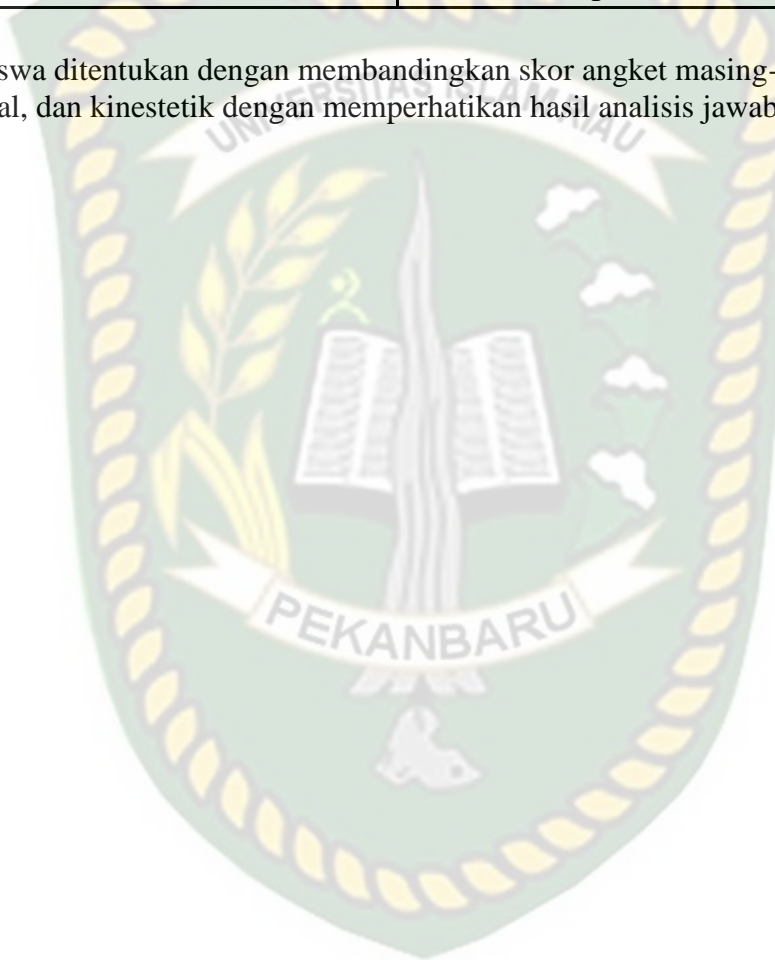 swa ditentukan dengan membandingkan skor angket masing-
al, dan kinestetik dengan memperhatikan hasil analisis jawab
UNIVERSITAS ISLAM RIAU
PEKANBARU